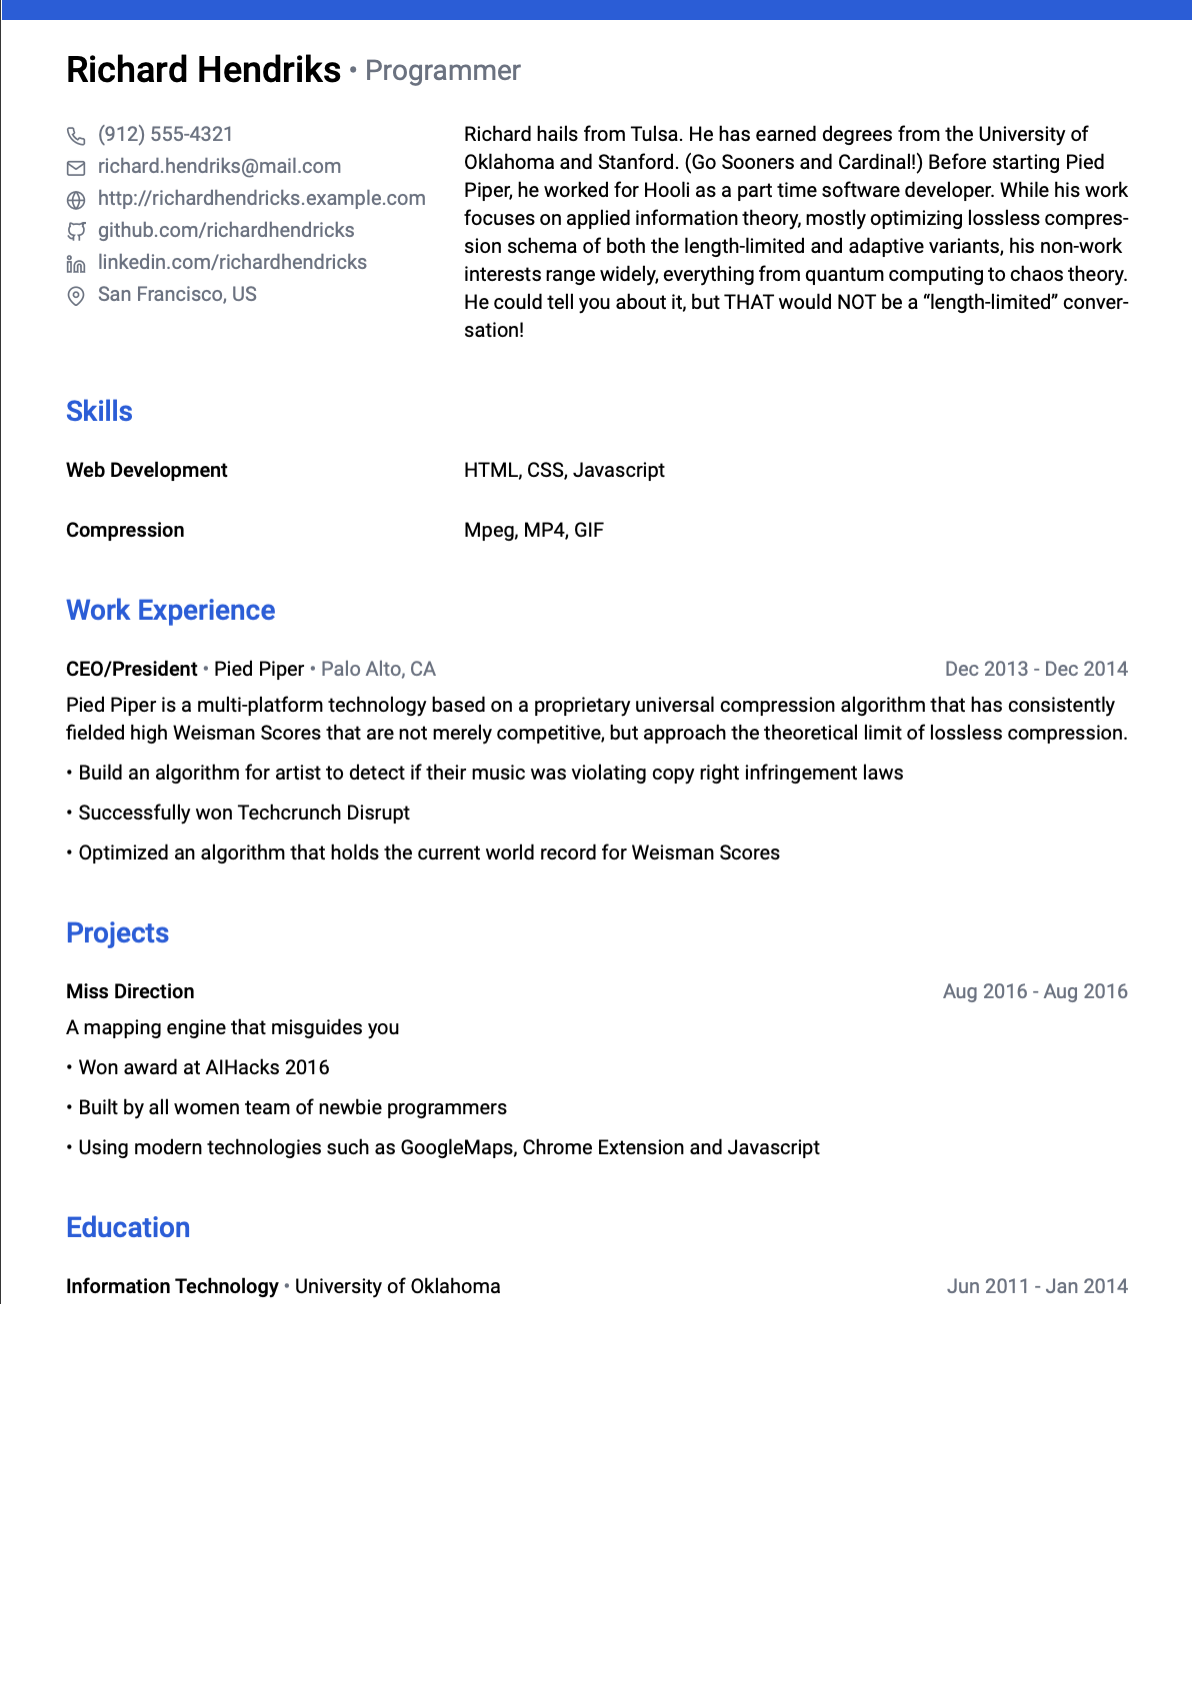 Richard Hendriks • Programmer
(912) 555-4321
richard.hendriks@mail.com
http://richardhendricks.example.com
github.com/richardhendricks
linkedin.com/richardhendricks
San Francisco, US
Richard hails from Tulsa. He has earned degrees from the University of
Oklahoma and Stanford. (Go Sooners and Cardinal!) Before starting Pied
Piper, he worked for Hooli as a part time software developer. While his work
focuses on applied information theory, mostly optimizing lossless compres-
sion schema of both the length-limited and adaptive variants, his non-work
interests range widely, everything from quantum computing to chaos theory.
He could tell you about it, but THAT would NOT be a “length-limited” conver-
sation!
Skills
Web Development HTML, CSS, Javascript
Compression Mpeg, MP4, GIF
Work Experience
CEO/President • Pied Piper • Palo Alto, CA Dec 2013 - Dec 2014
Pied Piper is a multi-platform technology based on a proprietary universal compression algorithm that has consistently
fielded high Weisman Scores that are not merely competitive, but approach the theoretical limit of lossless compression.
• Build an algorithm for artist to detect if their music was violating copy right infringement laws
• Successfully won Techcrunch Disrupt
• Optimized an algorithm that holds the current world record for Weisman Scores
Projects
Miss Direction Aug 2016 - Aug 2016
A mapping engine that misguides you
• Won award at AIHacks 2016
• Built by all women team of newbie programmers
• Using modern technologies such as GoogleMaps, Chrome Extension and Javascript
Education
Information Technology • University of Oklahoma Jun 2011 - Jan 2014